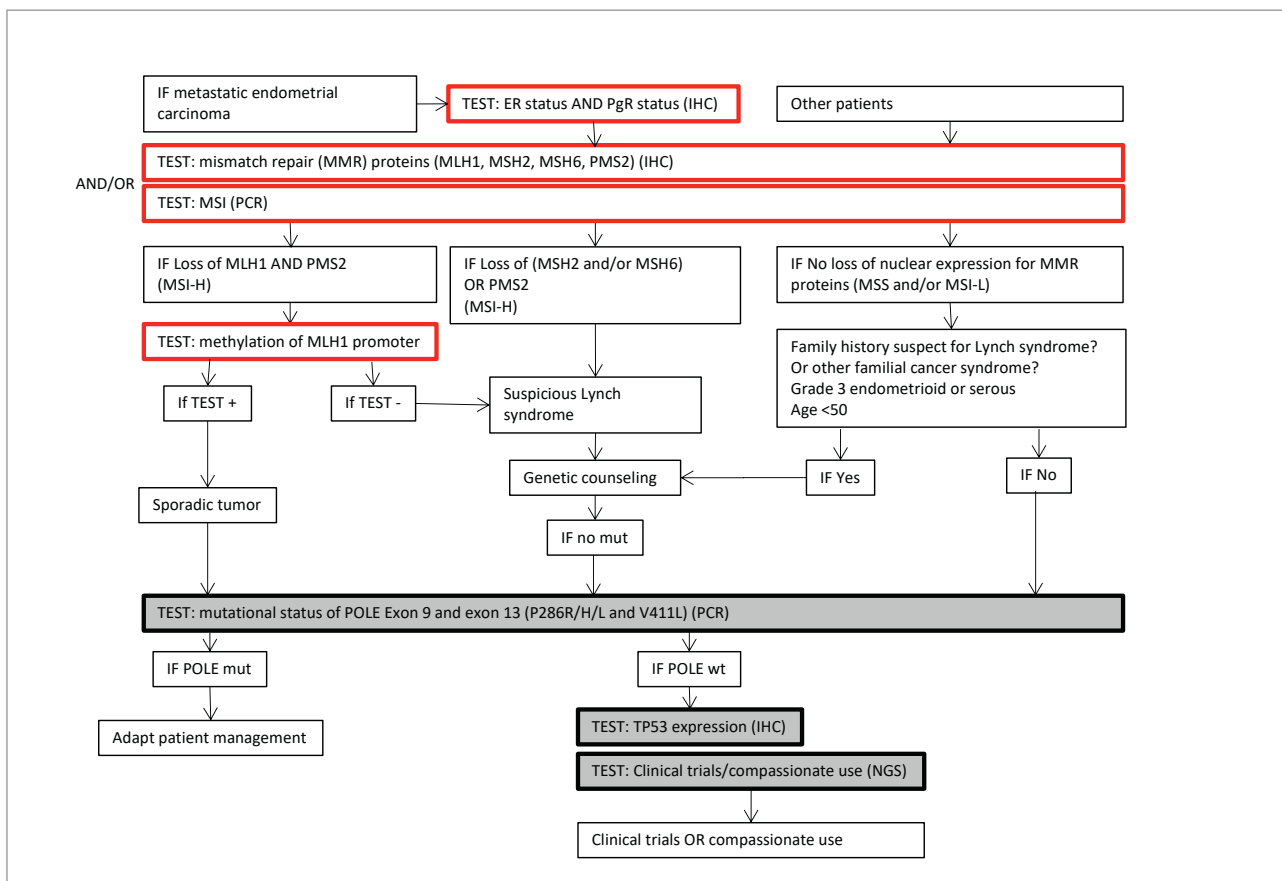 IF metastatic endometrial
carcinoma
TEST: ER status AND PgR status (IHC)
Other patients
TEST: mismatch repair (MMR) proteins (MLH1, MSH2, MSH6, PMS2) (IHC)
AND/OR
TEST: MSI (PCR)
IF Loss of MLH1 AND PMS2
(MSI-H)
IF Loss of (MSH2 and/or MSH6)
OR PMS2
(MSI-H)
IF No loss of nuclear expression for MMR
proteins (MSS and/or MSI-L)
TEST: methylation of MLH1 promoter
Family history suspect for Lynch syndrome?
Or other familial cancer syndrome?
Grade 3 endometrioid or serous
Age <50
If TEST +
If TEST -
Suspicious Lynch
syndrome
Genetic counseling
IF Yes
IF No
Sporadic tumor
IF no mut
TEST: mutational status of POLE Exon 9 and exon 13 (P286R/H/L and V411L) (PCR)
IF POLE mut
IF POLE wt
Adapt patient management
TEST: TP53 expression (IHC)
TEST: Clinical trials/compassionate use (NGS)
Clinical trials OR compassionate use